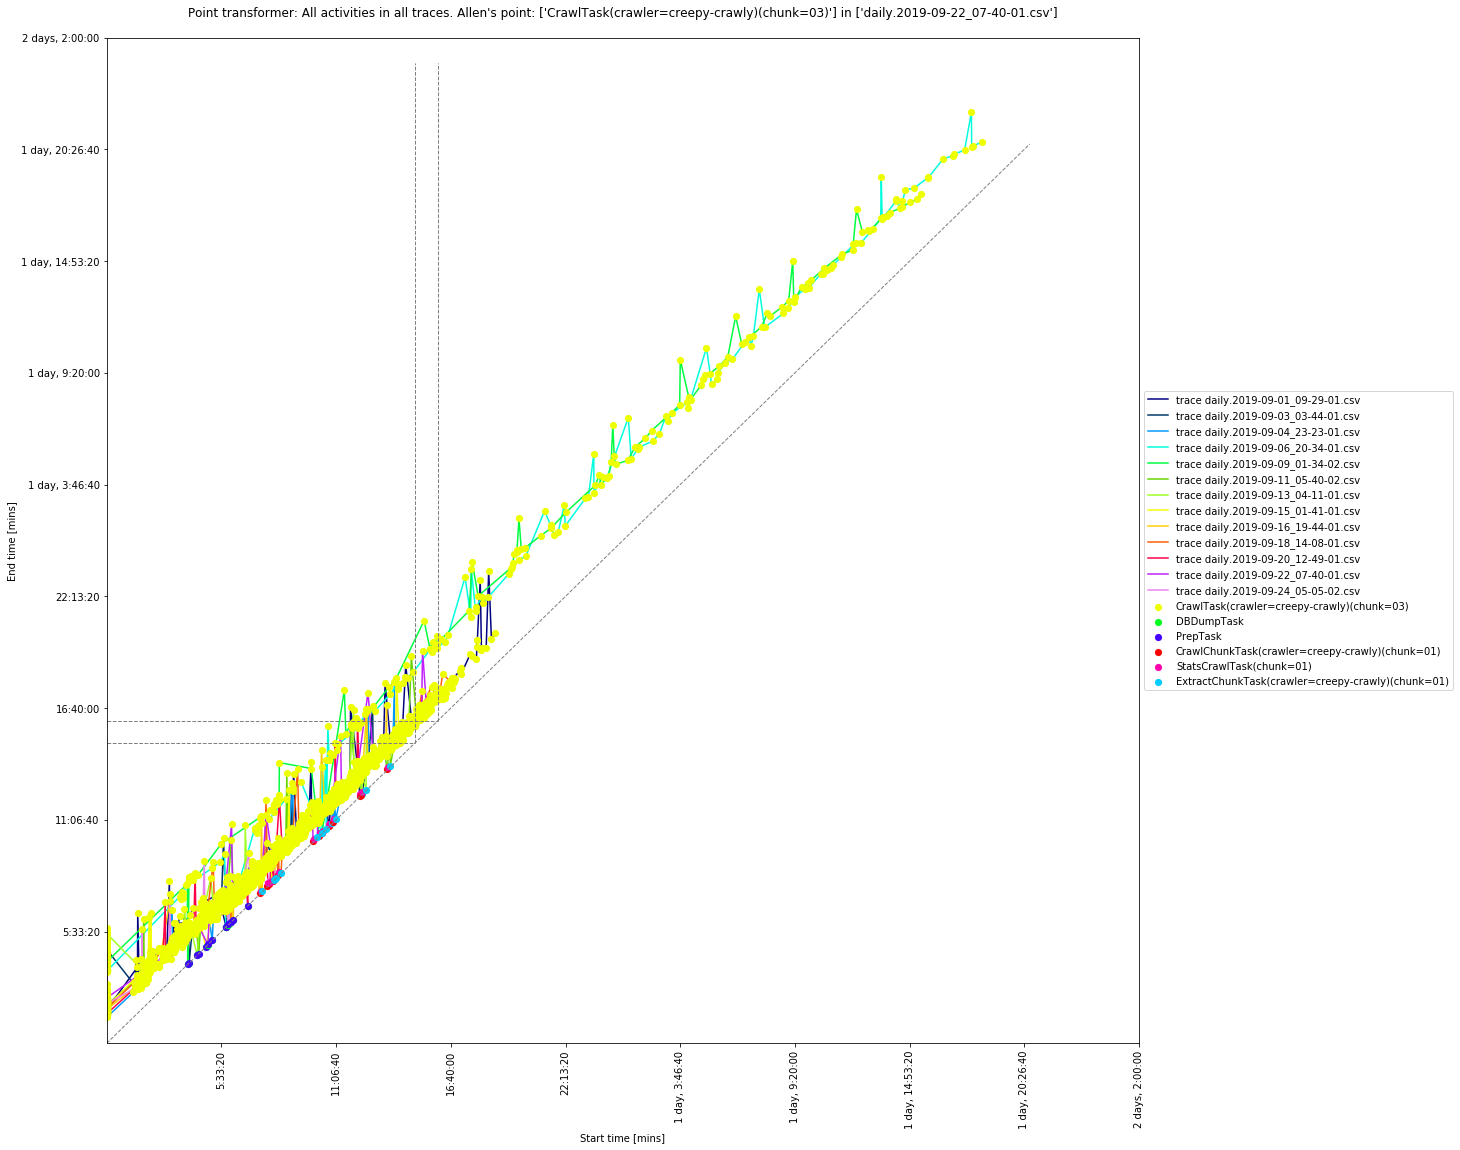 Point transformer: All activities in all traces. Allen's point: ['CrawlTask(crawler=creepy-crawly)(chunk=03)'] in ['daily.2019-09-22_07-40-01.csv']
2 days, 2:00:00
1 day, 20:26:40
1 day, 14:53:20
1 day, 9:20:00
1 day, 3:46:40
22:13:20
16:40:00
11:06:40
5:33:20
End time [mins]
trace daily.2019-09-01_09-29-01.csv
trace daily.2019-09-03_03-44-01.csv
trace daily.2019-09-04_23-23-01.csv
trace daily.2019-09-06_20-34-01.csv
trace daily.2019-09-09_01-34-02.csv
trace daily.2019-09-11_05-40-02.csv
trace daily.2019-09-13_04-11-01.csv
trace daily.2019-09-15_01-41-01.csv
trace daily.2019-09-16_19-44-01.csv
trace daily.2019-09-18_14-08-01.csv
trace daily.2019-09-20_12-49-01.csv
trace daily.2019-09-22_07-40-01.csv
trace daily.2019-09-24_05-05-02.csv
CrawlTask(crawler=creepy-crawly)(chunk=03)
DBDumpTask
PrepTask
CrawlChunkTask(crawler=creepy-crawly)(chunk=01)
StatsCrawlTask(chunk=01)
ExtractChunkTask(crawler=creepy-crawly)(chunk=01)
5:33:20
11:06:40
16:40:00
22:13:20
1 day, 3:46:40
1 day, 9:20:00
1 day, 14:53:20
1 day, 20:26:40
2 days, 2:00:00
Start time [mins]